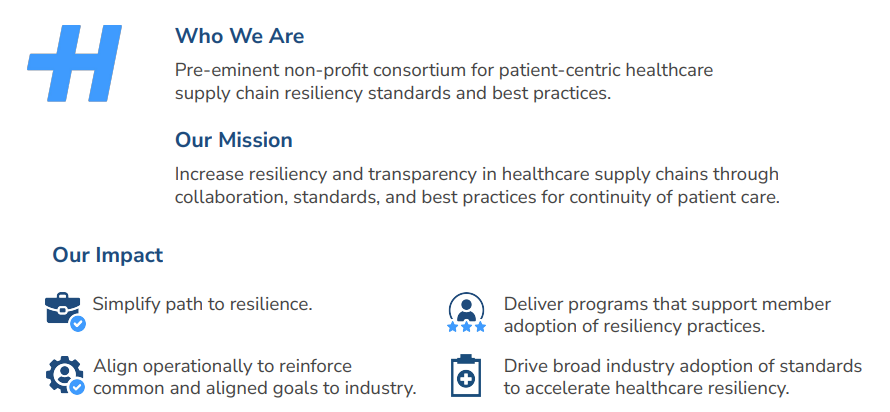 Who We Are
Pre-eminent non-profit consortium for patient-centric healthcare
supply chain resiliency standards and best practices.
Our Mission
Increase resiliency and transparency in healthcare supply chains through
collaboration, standards, and best practices for continuity of patient care.
Our Impact
Simplify path to resilience.
Align operationally to reinforce
common and aligned goals to industry.
Deliver programs that support member
adoption of resiliency practices.
Drive broad industry adoption of standards
to accelerate healthcare resiliency.